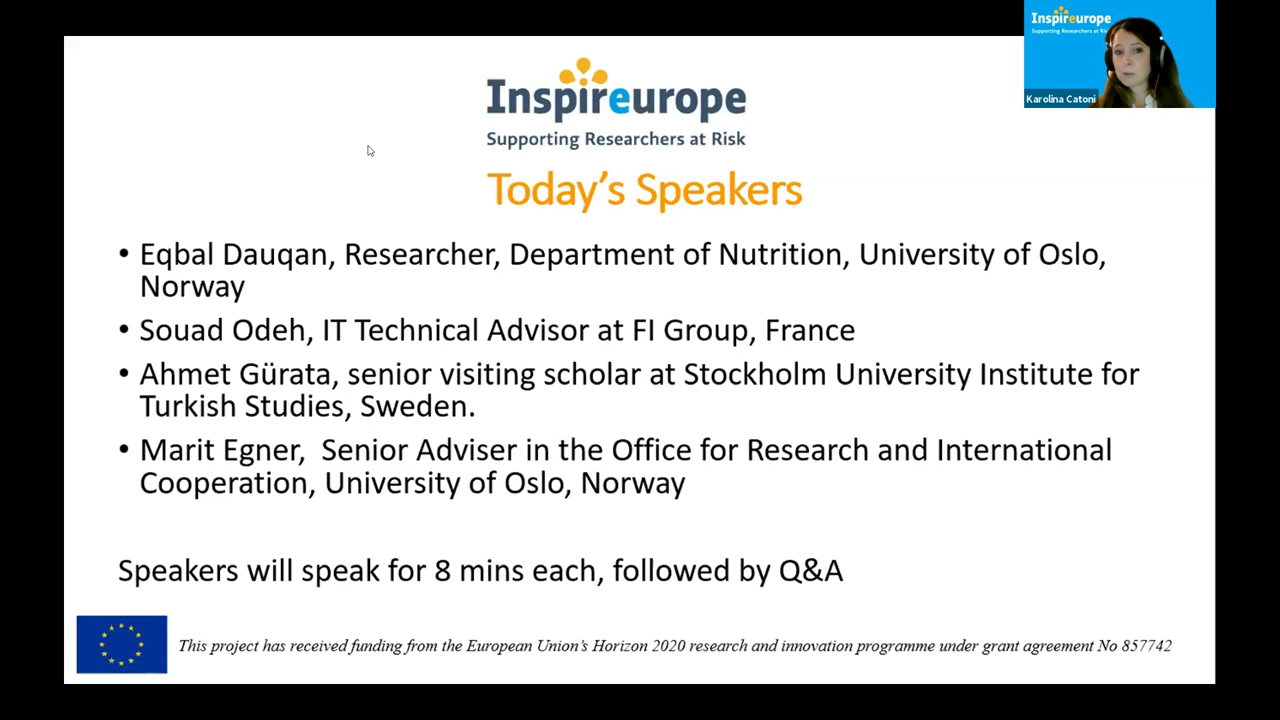 Inspireurope
Supporting Researchers at Ris
Karolina Catoni
Inspireurope
Supporting Researchers at Risk
Today's Speakers
• Eqbal Dauqan, Researcher, Department of Nutrition, University of Oslo,
Norway
• Souad Odeh, IT Technical Advisor at FI Group, France
• Ahmet Gürata, senior visiting scholar at Stockholm University Institute for
Turkish Studies, Sweden.
• Marit Egner,  Senior Adviser in the Office for Research and International
Cooperation, University of Oslo, Norway
Speakers will speak for 8 mins each, followed by Q&A
This project has received funding from the European Union's Horizon 2020 research and innovation programme under grant agreement No 857742